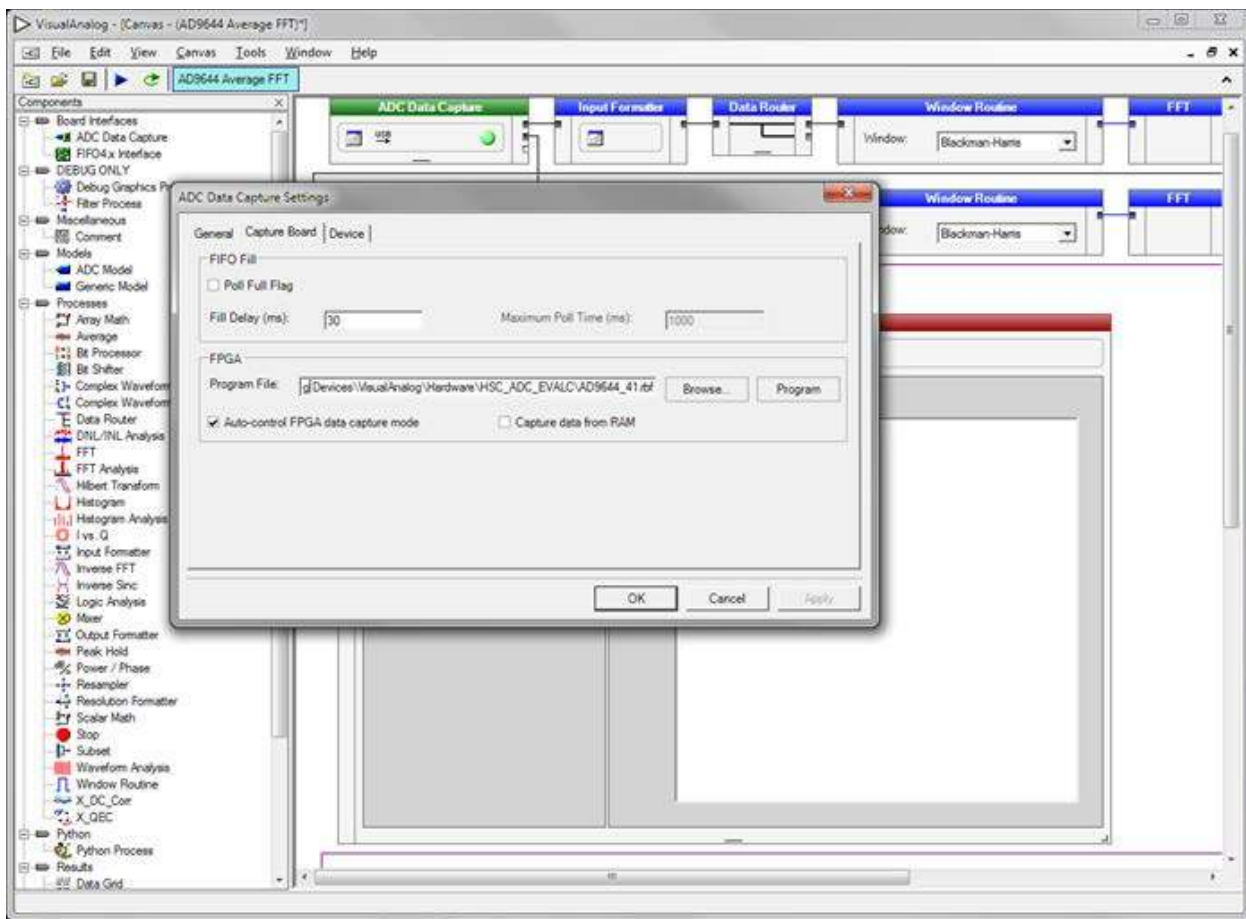 VisualAnalog - [Canvas - (AD9644 Average FFT)*]
File Edit View Canvas Tools Window Help
AD9644 Average FFT
Components
Board Interfaces
ADC Data Capture
FIFO4.x Interface
DEBUG ONLY
Debug Graphics
Filter Process
Miscellaneous
Comment
Models
ADC Model
Generic Model
Processes
Array Math
Average
Bit Processor
Bit Shifter
Complex Waveform
Complex Waveform
Data Router
DNL/INL Analysis
FFT
FFT Analysis
Hilbert Transform
Histogram
Histogram Analysis
I vs. Q
Input Formatter
Inverse FFT
Inverse Sinc
Logic Analysis
Mixer
Output Formatter
Peak Hold
Power / Phase
Resampler
Resolution Formatter
Scalar Math
Stop
Subset
Waveform Analysis
Window Routine
X_DC_Corr
X_QEC
Python
Python Process
Results
Data Grid
ADC Data Capture
USB
Input Formatter
Data Router
Window Routine
Window:
Blackman-Harris
FFT
Window Routine
Blackman-Harris
FFT
ADC Data Capture Settings
General Capture Board Device
FIFO Fill
Poll Full Flag
Fill Delay (ms): 30 Maximum Poll Time (ms): 1000
FPGA
Program File: g Devices\VisualAnalog\Hardware\HSC_ADC_EVALC\AD9644_41.rbf Browse... Program
Auto-control FPGA data capture mode Capture data from RAM
OK Cancel Apply